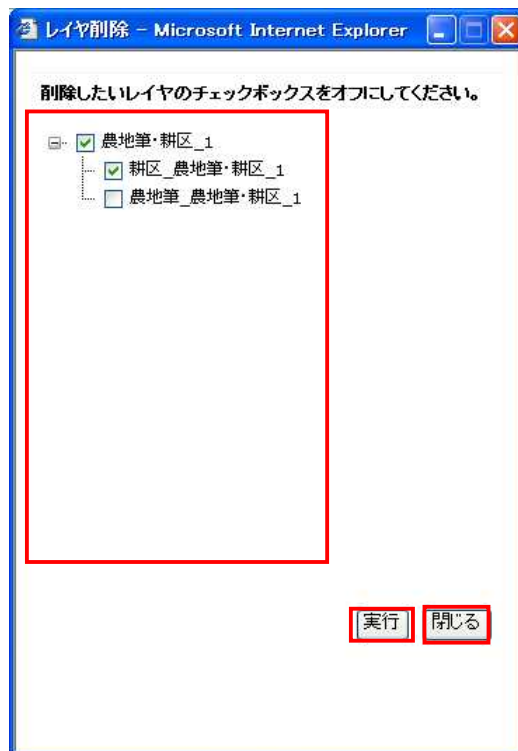 レイヤ削除 - Microsoft Internet Explorer
削除したいレイヤのチェックボックスをオフにしてください。
農地筆・耕区_1
耕区_農地筆・耕区_1
農地筆_農地筆・耕区_1
実行 閉じる